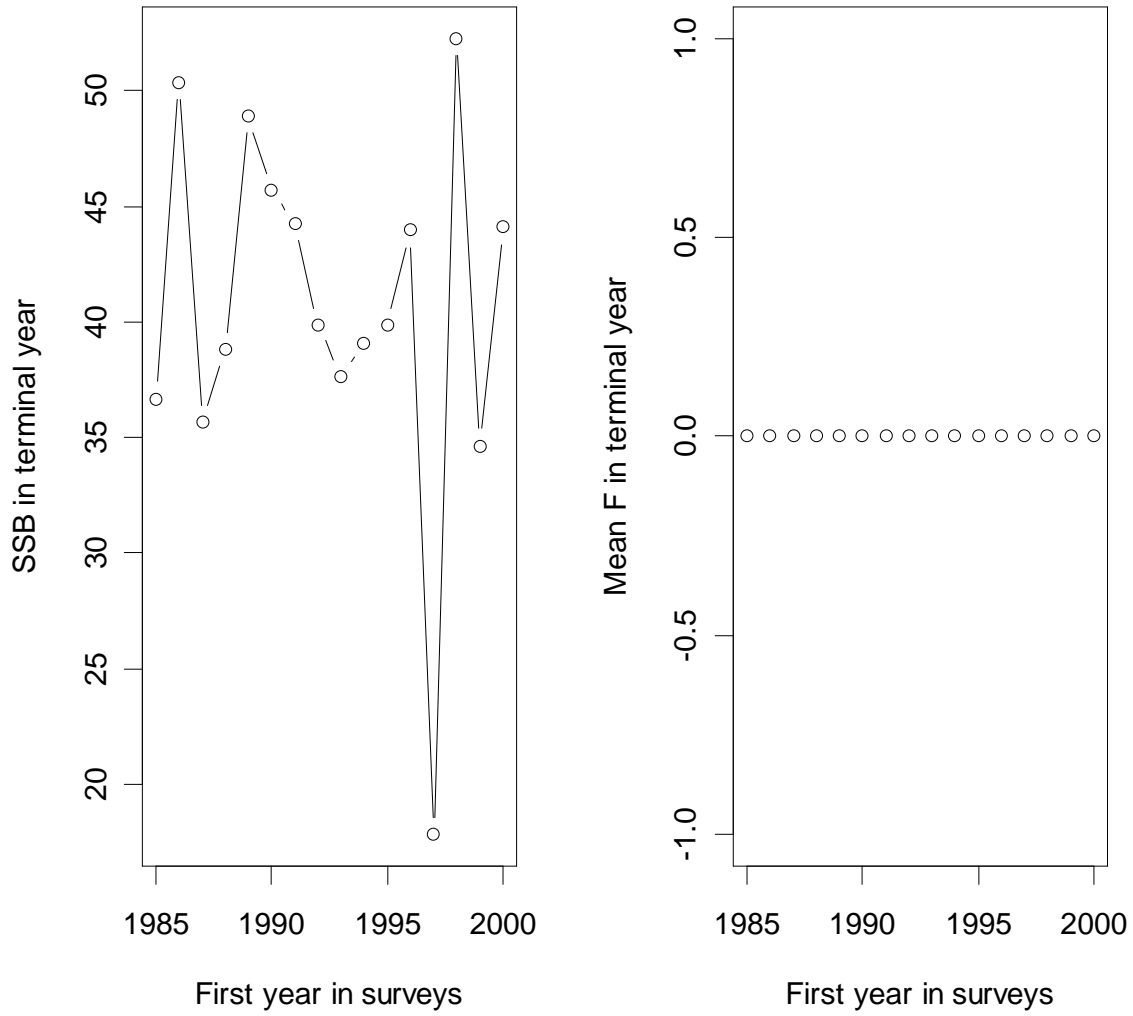 SSB in terminal year
50
45
40
35
30
25
20
1985 1990 1995 2000
First year in surveys
Mean F in terminal year
1.0
0.5
0.0
-0.5
-1.0
1985 1990 1995 2000
First year in surveys